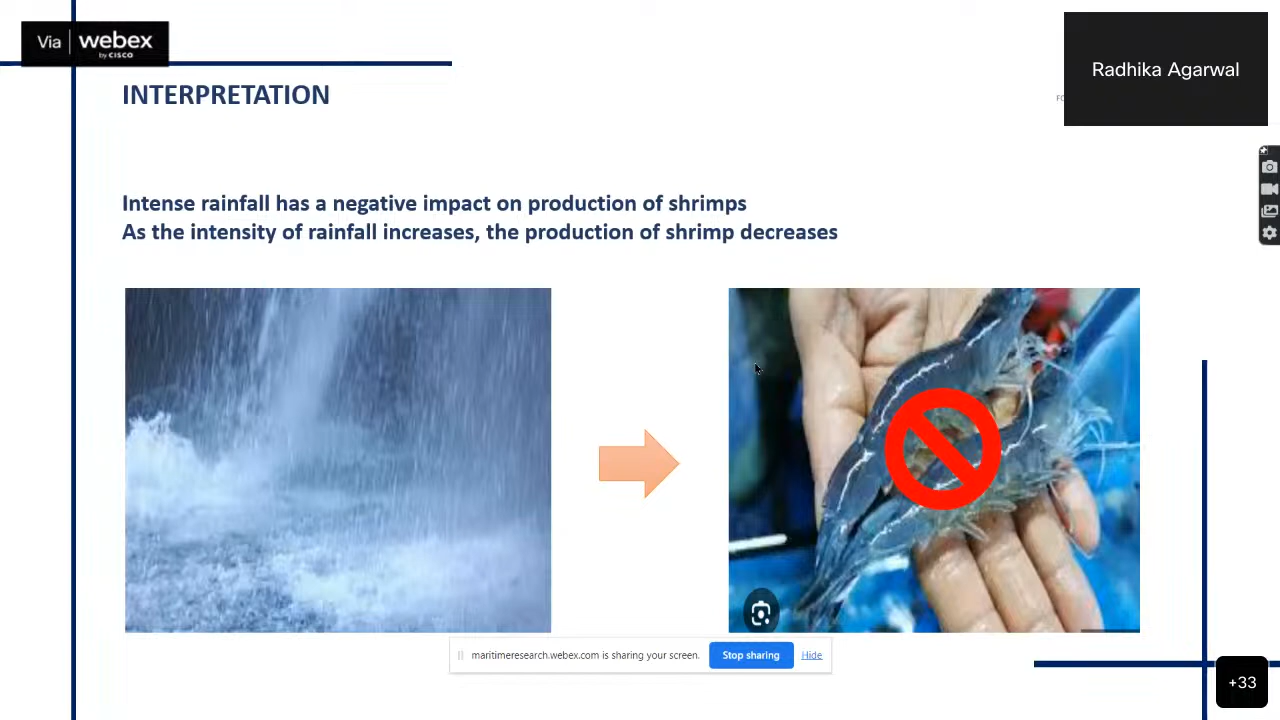 Via webex
by CISCO
Radhika Agarwal
INTERPRETATION
Intense rainfall has a negative impact on production of shrimps
As the intensity of rainfall increases, the production of shrimp decreases
maritimeresearch.webex.com is sharing your screen. Stop sharing Hide
+33